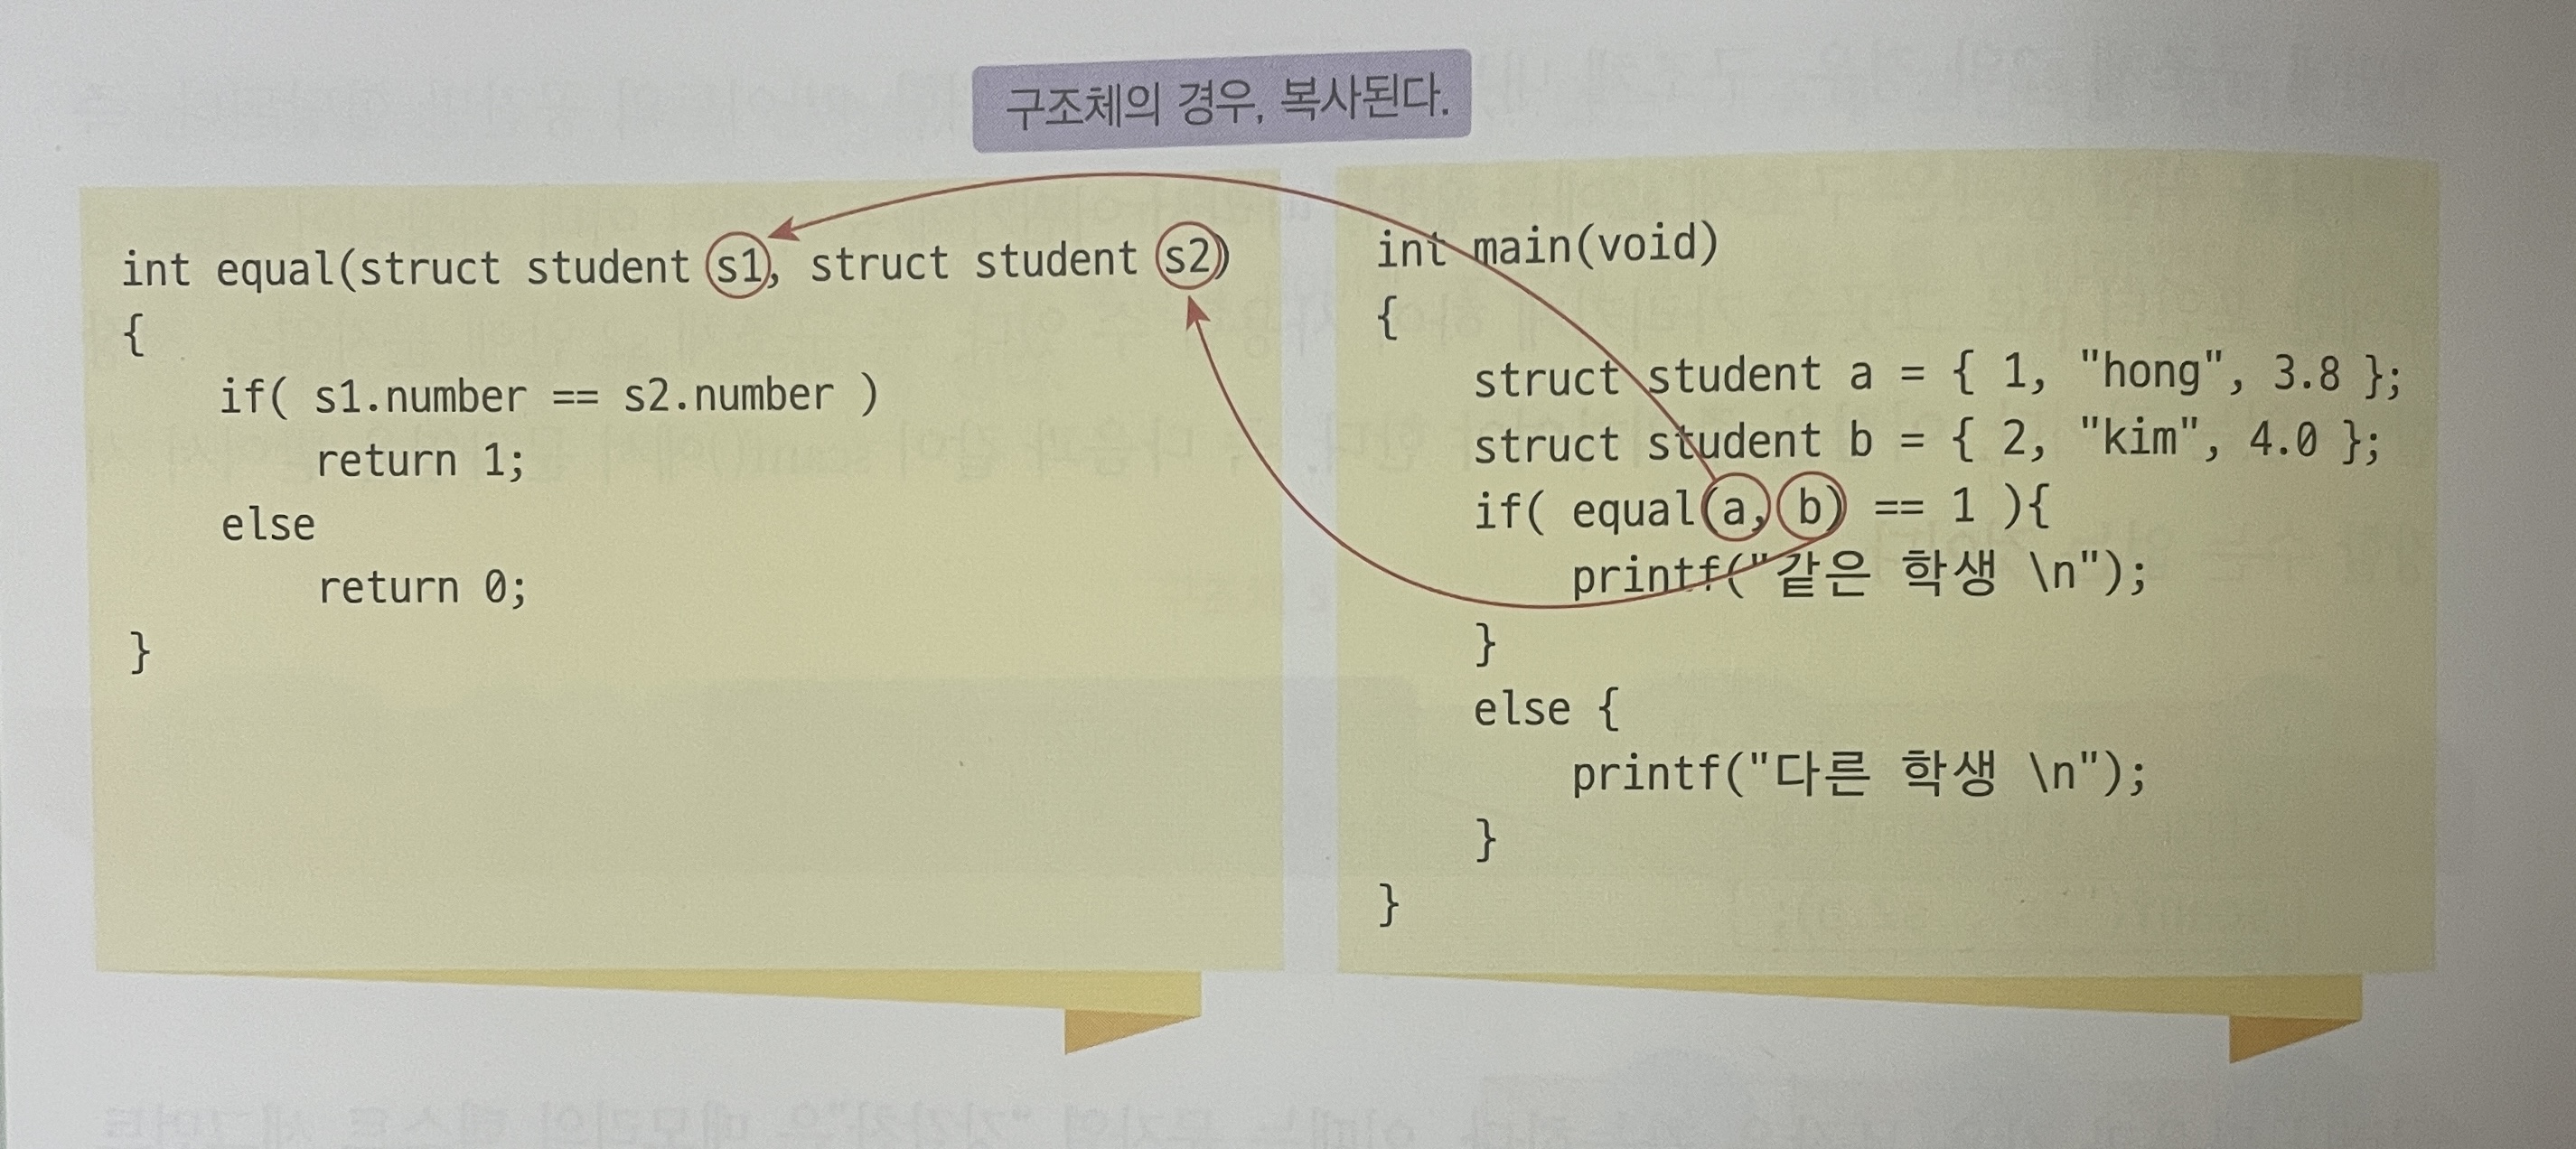 구조체의 경우, 복사된다.
int equal(struct student s1, struct student s2)
{
    if( s1.number == s2.number )
        return 1;
    else
        return 0;
}
int main(void)
{
    struct student a = { 1, "hong", 3.8 };
    struct student b = { 2, "kim", 4.0 };
    if( equal(a, b) == 1 ){
        printf("같은 학생 \n");
    }
    else {
        printf("다른 학생 \n");
    }
}